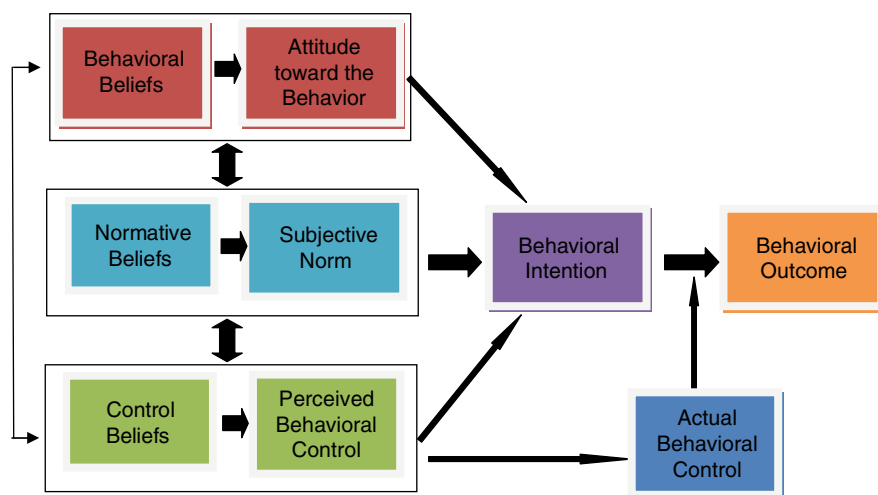 Behavioral
Beliefs
Attitude
toward the
Behavior
Normative
Beliefs
Subjective
Norm
Behavioral
Intention
Behavioral
Outcome
Control
Beliefs
Perceived
Behavioral
Control
Actual
Behavioral
Control